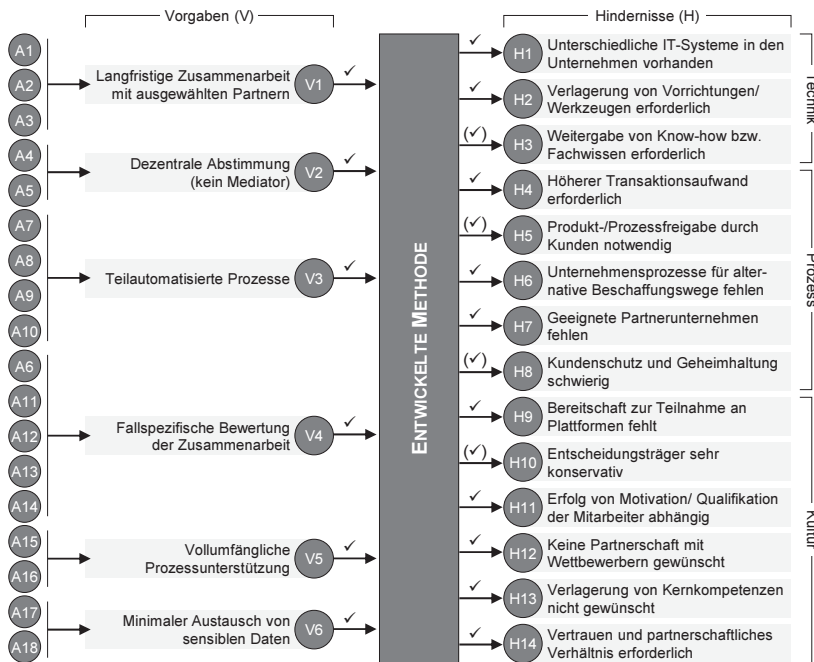 Vorgaben (V)
Hindernisse (H)
A1
A2
A3
Langfristige Zusammenarbeit
mit ausgewählten Partnern
V1
✓
A4
A5
Dezentrale Abstimmung
(kein Mediator)
V2
✓
A7
A8
A9
A10
Teilautomatisierte Prozesse
V3
✓
A6
A11
A12
A13
A14
Fallspezifische Bewertung
der Zusammenarbeit
V4
✓
A15
A16
Vollumfängliche
Prozessunterstützung
V5
✓
A17
A18
Minimaler Austausch von
sensiblen Daten
V6
✓
ENTWICKELTE METHODE
✓
H1
Unterschiedliche IT-Systeme in den
Unternehmen vorhanden
✓
H2
Verlagerung von Vorrichtungen/
Werkzeugen erforderlich
(✓)
H3
Weitergabe von Know-how bzw.
Fachwissen erforderlich
Technik
✓
H4
Höherer Transaktionsaufwand
erforderlich
(✓)
H5
Produkt-/Prozessfreigabe durch
Kunden notwendig
✓
H6
Unternehmensprozesse für alter-
native Beschaffungswege fehlen
✓
H7
Geeignete Partnerunternehmen
fehlen
(✓)
H8
Kundenschutz und Geheimhaltung
schwierig
Prozess
✓
H9
Bereitschaft zur Teilnahme an
Plattformen fehlt
(✓)
H10
Entscheidungsträger sehr
konservativ
✓
H11
Erfolg von Motivation/ Qualifikation
der Mitarbeiter abhängig
✓
H12
Keine Partnerschaft mit
Wettbewerbern gewünscht
✓
H13
Verlagerung von Kernkompetenzen
nicht gewünscht
✓
H14
Vertrauen und partnerschaftliches
Verhältnis erforderlich
Kultur